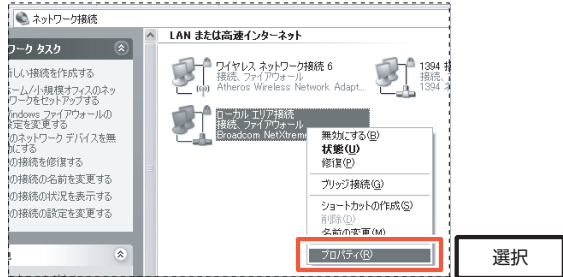 ネットワーク接続
ワーク タスク
しい接続を作成する
ーム/小規模オフィスのネッ
ワークをセットアップする
indows ファイアウォールの
定を変更する
のネットワーク デバイスを無
にする
の接続を修復する
の接続の名前を変更する
の接続の状況を表示する
の接続の設定を変更する
LAN または高速インターネット
ワイヤレス ネットワーク接続 6
接続、ファイアウォール
Atheros Wireless Network Adapt...
1394 接
接続、
1394
ローカル エリア接続
接続、ファイアウォール
Broadcom NetXtreme
無効にする(B)
状態(U)
修復(P)
ブリッジ接続(G)
ショートカットの作成(S)
削除(D)
名前の変更(M)
プロパティ(R)
選択